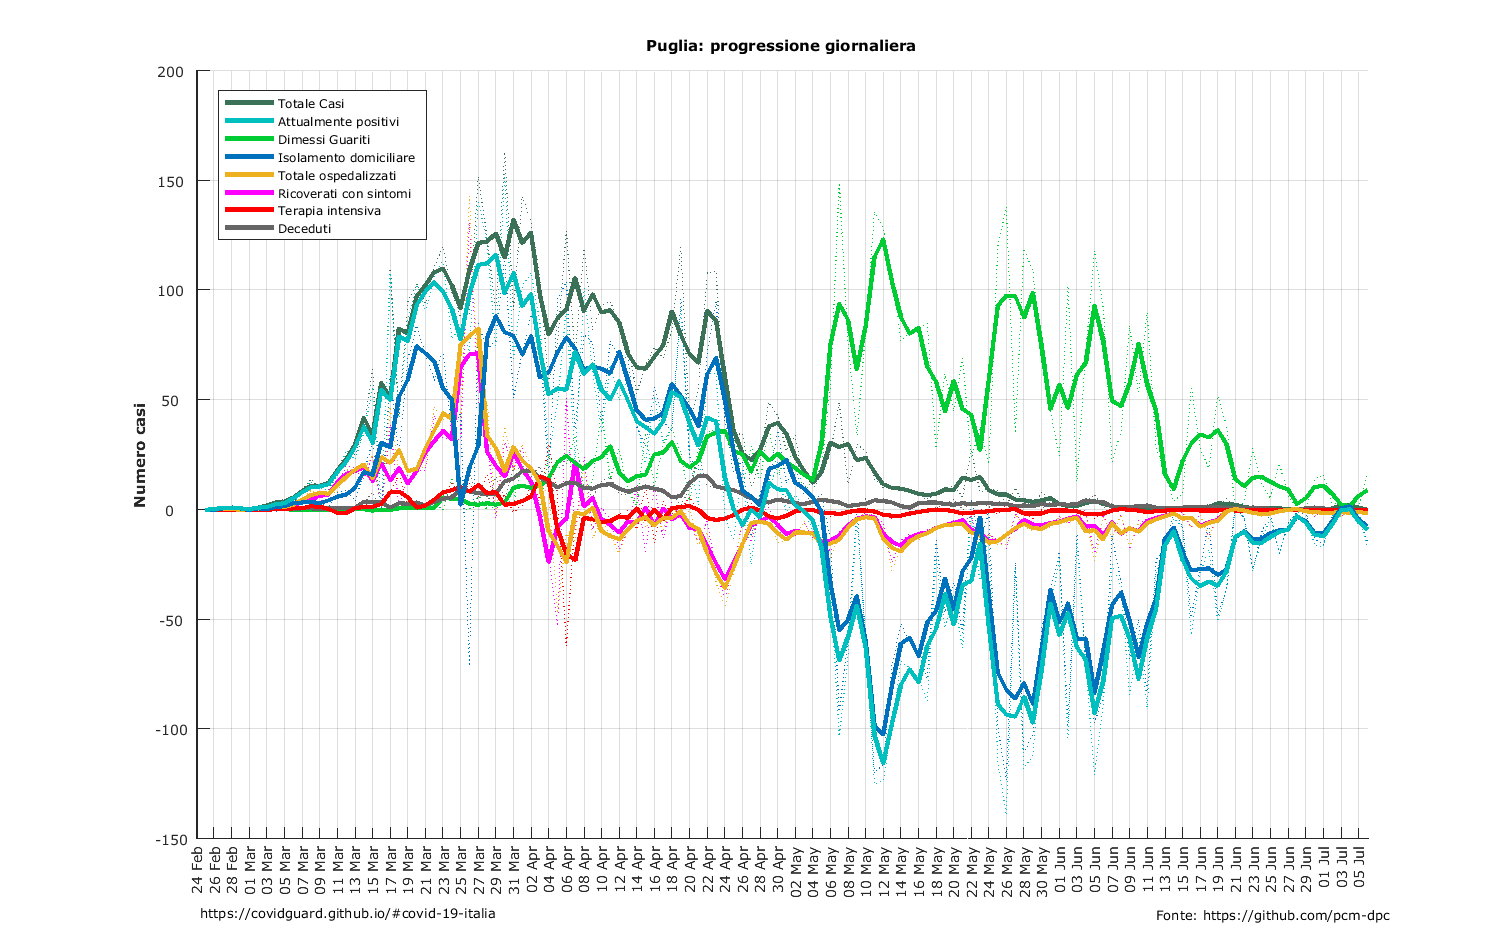 Puglia: progressione giornaliera
Numero casi
200
150
100
50
0
-50
-100
-150
Totale Casi
Attualmente positivi
Dimessi Guariti
Isolamento domiciliare
Totale ospedalizzati
Ricoverati con sintomi
Terapia intensiva
Deceduti
24 Feb
26 Feb
28 Feb
01 Mar
03 Mar
05 Mar
07 Mar
09 Mar
11 Mar
13 Mar
15 Mar
17 Mar
19 Mar
21 Mar
23 Mar
25 Mar
27 Mar
29 Mar
31 Mar
02 Apr
04 Apr
06 Apr
08 Apr
10 Apr
12 Apr
14 Apr
16 Apr
18 Apr
20 Apr
22 Apr
24 Apr
26 Apr
28 Apr
30 Apr
02 May
04 May
06 May
08 May
10 May
12 May
14 May
16 May
18 May
20 May
22 May
24 May
26 May
28 May
30 May
01 Jun
03 Jun
05 Jun
07 Jun
09 Jun
11 Jun
13 Jun
15 Jun
17 Jun
19 Jun
21 Jun
23 Jun
25 Jun
27 Jun
29 Jun
01 Jul
03 Jul
05 Jul
https://covidguard.github.io/#covid-19-italia
Fonte: https://github.com/pcm-dpc